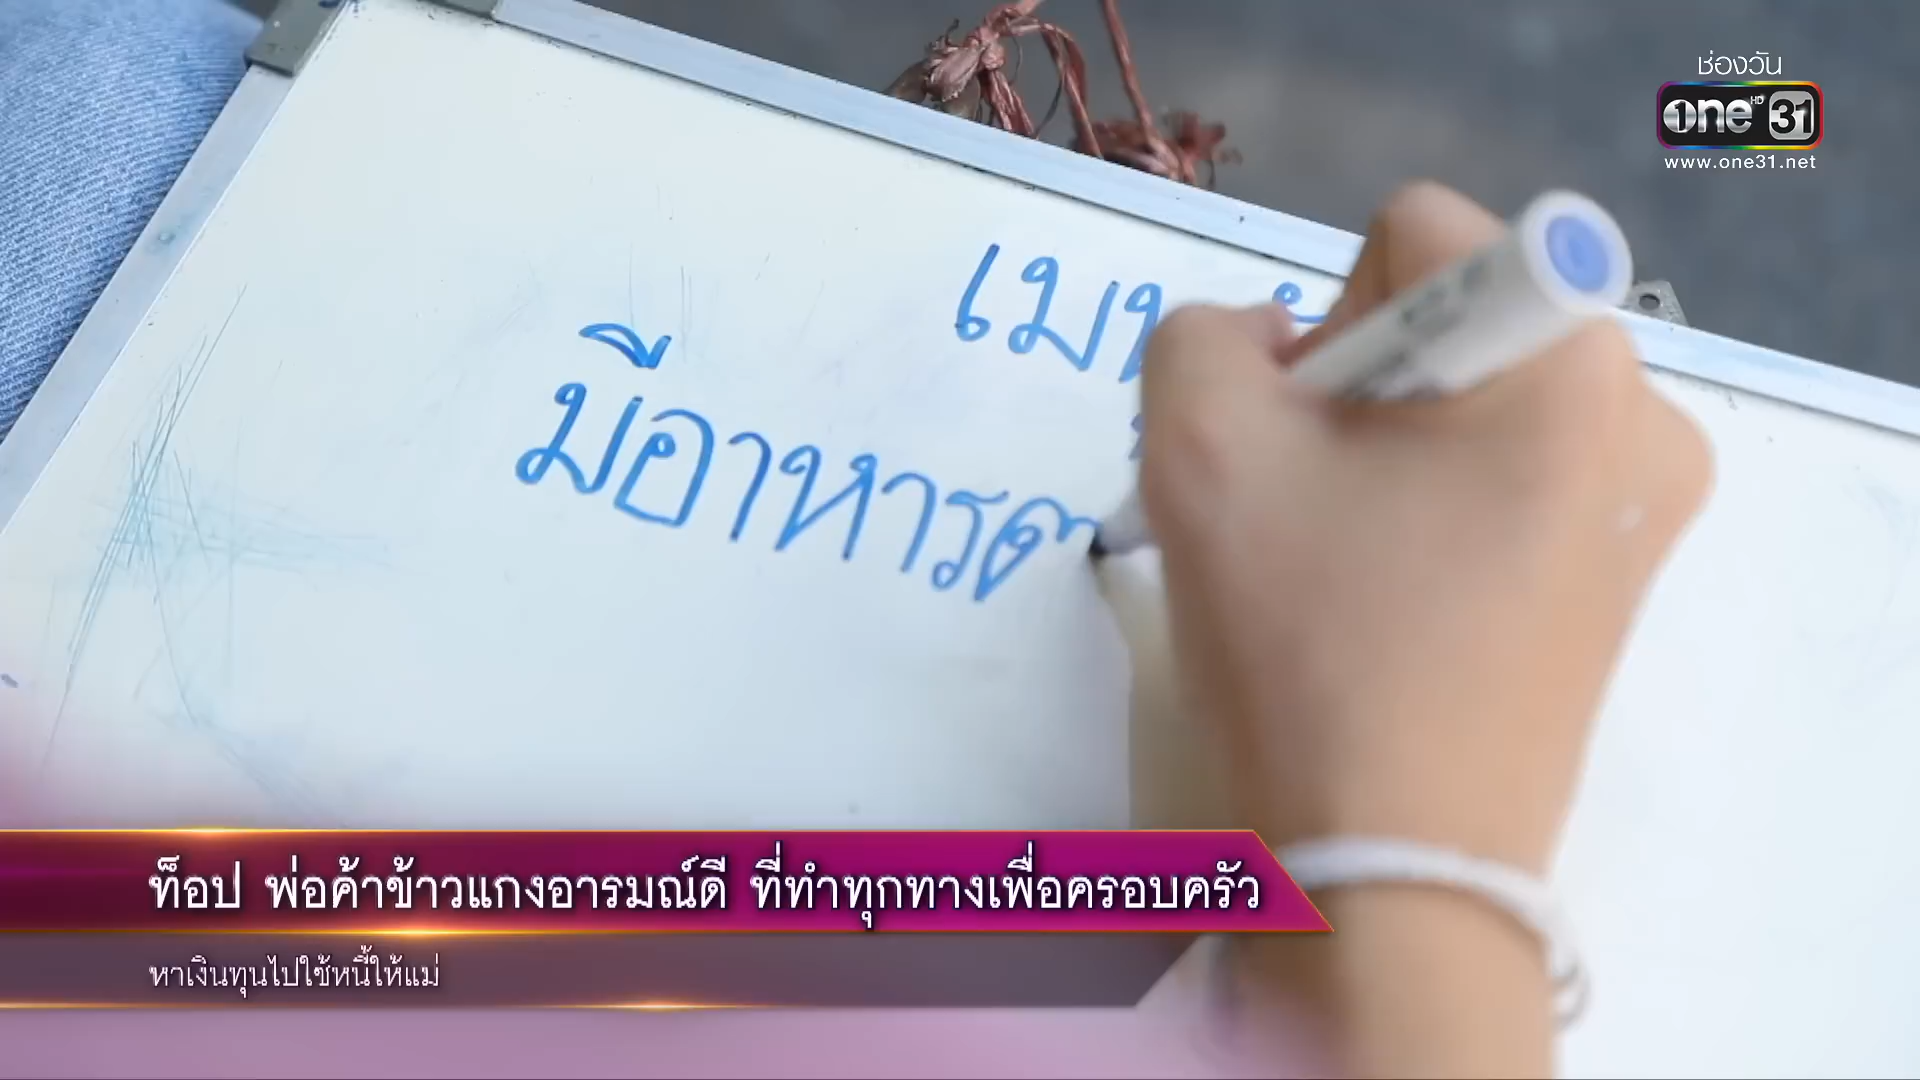 ช่องวัน
one HD 31
www.one31.net
มีอาหาร
ท็อป พ่อค้าข้าวแกงอารมณ์ดี ที่ทำทุกทางเพื่อครอบครัว
หาเงินทุนไปใช้หนี้ให้แม่